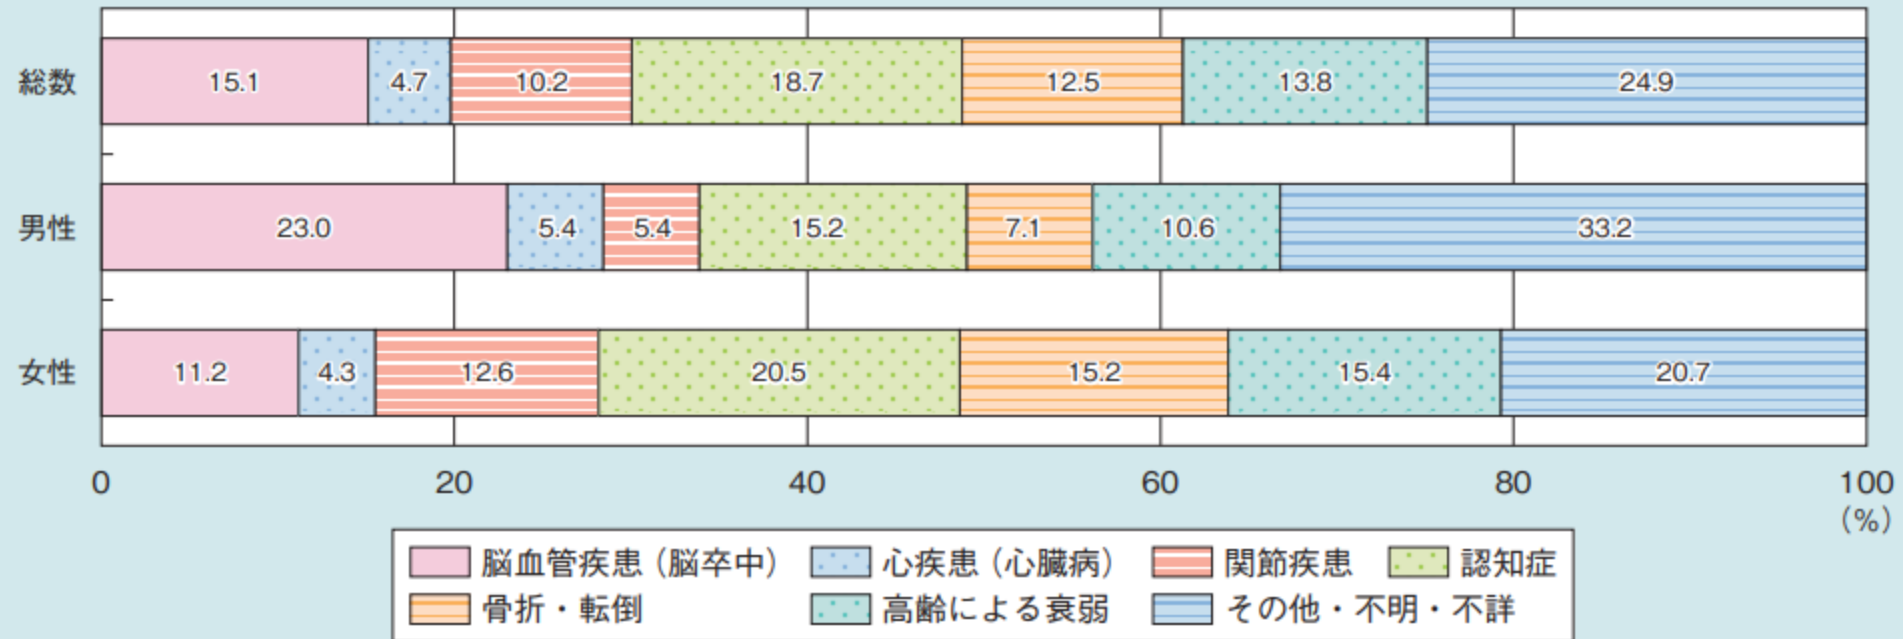 総数 15.1 4.7 10.2 18.7 12.5 13.8 24.9
男性 23.0 5.4 5.4 15.2 7.1 10.6 33.2
女性 11.2 4.3 12.6 20.5 15.2 15.4 20.7
0 20 40 60 80 100
(%)
脳血管疾患（脳卒中） 心疾患（心臓病） 関節疾患 認知症
骨折・転倒 高齢による衰弱 その他・不明・不詳